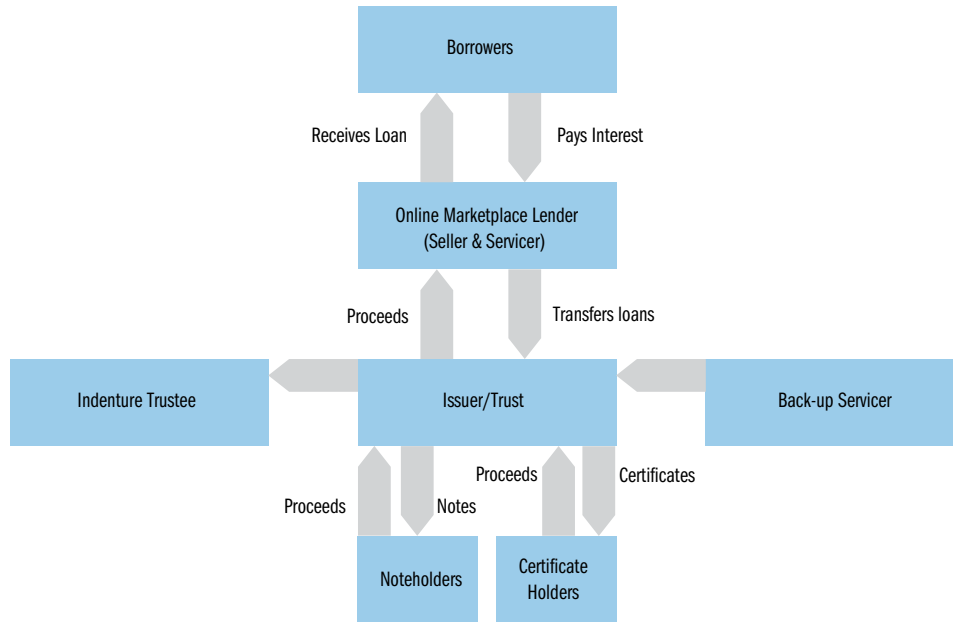 Borrowers
Receives Loan
Pays Interest
Online Marketplace Lender
(Seller & Servicer)
Proceeds
Transfers loans
Indenture Trustee
Issuer/Trust
Back-up Servicer
Proceeds
Notes
Proceeds
Certificates
Noteholders
Certificate
Holders